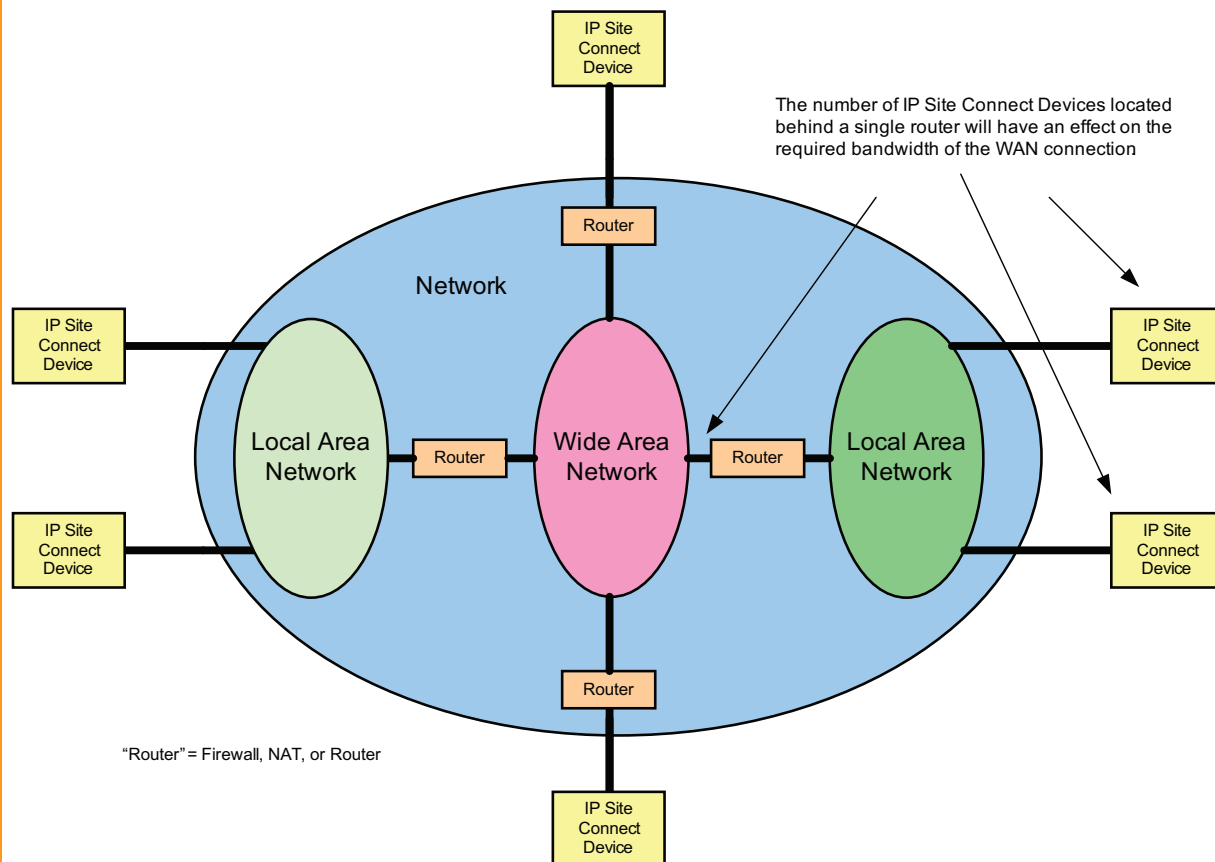 IP Site
Connect
Device
The number of IP Site Connect Devices located
behind a single router will have an effect on the
required bandwidth of the WAN connection
Router
Network
IP Site
Connect
Device
IP Site
Connect
Device
Local Area
Network
Router
Wide Area
Network
Router
Local Area
Network
IP Site
Connect
Device
IP Site
Connect
Device
Router
“Router” = Firewall, NAT, or Router
IP Site
Connect
Device